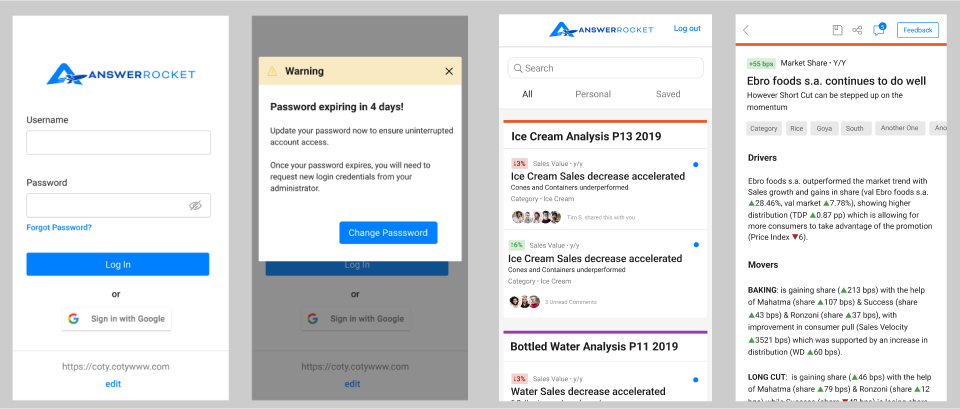 ANSWERROCKET
Username
Password
Forgot Password?
Log In
or
Sign in with Google
https://coty.cotywww.com
edit
Warning
Password expiring in 4 days!
Update your password now to ensure uninterrupted
account access.
Once your password expires, you will need to
request new login credentials from your
administrator.
Change Passsword
Log In
or
Sign in with Google
https://coty.cotywww.com
edit
ANSWERROCKET
Log out
Search
All Personal Saved
Ice Cream Analysis P13 2019
↓3% Sales Value • y/y
Ice Cream Sales decrease accelerated
Cones and Containers underperformed
Category • Ice Cream
Tim S. shared this with you
16% Sales Value • y/y
Ice Cream Sales decrease accelerated
Cones and Containers underperformed
Category • Ice Cream
3 Unread Comments
Bottled Water Analysis P11 2019
↓3% Sales Value • y/y
Water Sales decrease accelerated
Feedback
+55 bps Market Share • Y/Y
Ebro foods s.a. continues to do well
However Short Cut can be stepped up on the
momentum
Category Rice Goya South Another One Ano
Drivers
Ebro foods s.a. outperformed the market trend with
Sales growth and gains in share (val Ebro foods s.a.
▲28.46%, val market ▲7.78%), showing higher
distribution (TDP ▲0.87 pp) which is allowing for
more consumers to take advantage of the promotion
(Price Index ▼6).
Movers
BAKING: is gaining share (▲213 bps) with the help
of Mahatma (share ▲107 bps) & Success (share
▲43 bps) & Ronzoni (share ▲37 bps), with
improvement in consumer pull (Sales Velocity
▲3521 bps) which was supported by an increase in
distribution (WD ▲60 bps).
LONG CUT: is gaining share (▲46 bps) with the help
of Mahatma (share ▲79 bps) & Ronzoni (share ▲12
bps) while Success (share ▼48 bps) is losing share